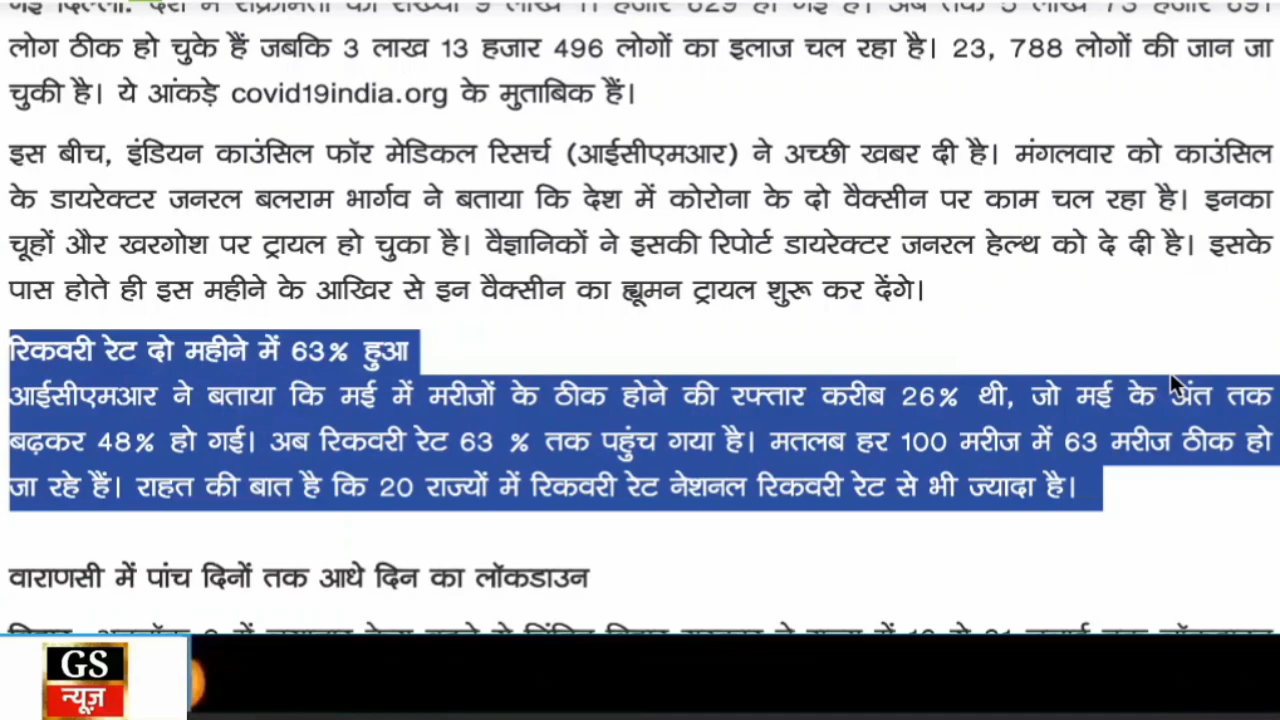 लोग ठीक हो चुके हैं जबकि 3 लाख 13 हजार 496 लोगों का इलाज चल रहा है। 23, 788 लोगों की जान जा
चुकी है। ये आंकड़े covid19india.org के मुताबिक हैं।
इस बीच, इंडियन काउंसिल फॉर मेडिकल रिसर्च (आईसीएमआर) ने अच्छी खबर दी है। मंगलवार को काउंसिल
के डायरेक्टर जनरल बलराम भार्गव ने बताया कि देश में कोरोना के दो वैक्सीन पर काम चल रहा है। इनका
चूहों और खरगोश पर ट्रायल हो चुका है। वैज्ञानिकों ने इसकी रिपोर्ट डायरेक्टर जनरल हेल्थ को दे दी है। इसके
पास होते ही इस महीने के आखिर से इन वैक्सीन का ह्यूमन ट्रायल शुरू कर देंगे।
रिकवरी रेट दो महीने में 63% हुआ
आईसीएमआर ने बताया कि मई में मरीजों के ठीक होने की रफ्तार करीब 26% थी, जो मई के अंत तक
बढ़कर 48% हो गई। अब रिकवरी रेट 63 % तक पहुंच गया है। मतलब हर 100 मरीज में 63 मरीज ठीक हो
जा रहे हैं। राहत की बात है कि 20 राज्यों में रिकवरी रेट नेशनल रिकवरी रेट से भी ज्यादा है।
वाराणसी में पांच दिनों तक आधे दिन का लॉकडाउन
GS
न्यूज़